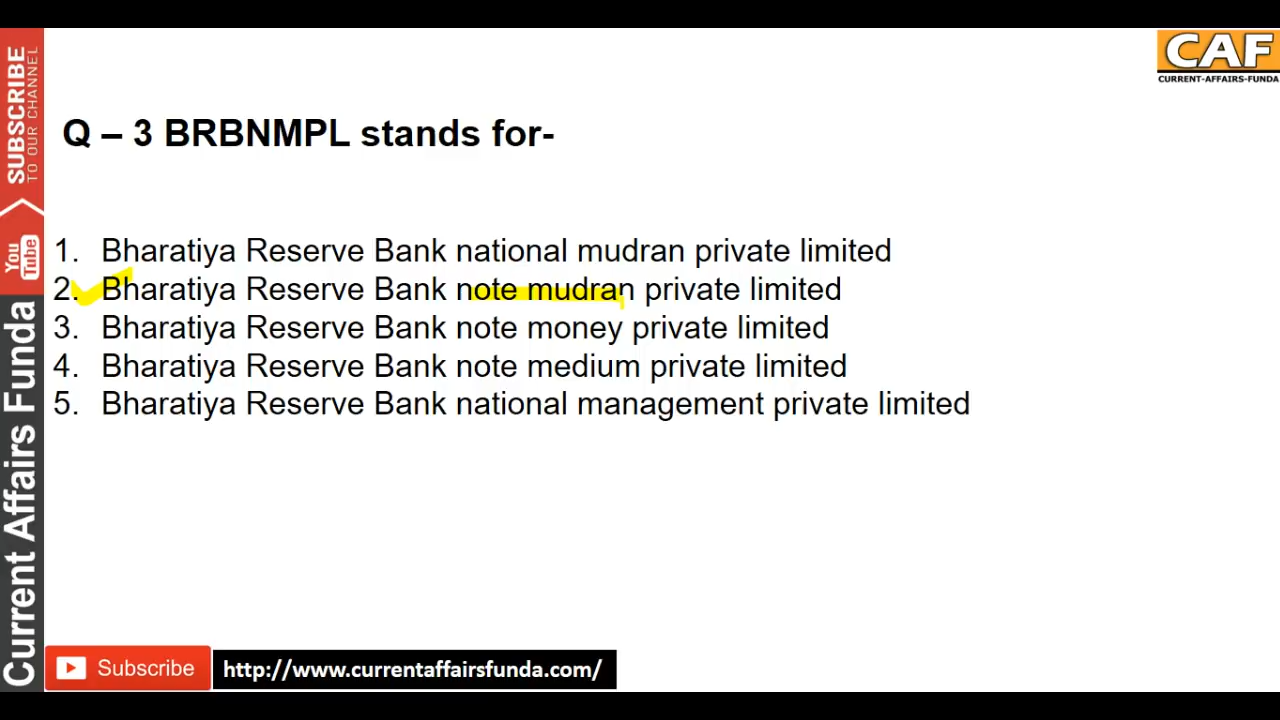 CAF
CURRENT-AFFAIRS-FUNDA
SUBSCRIBE
TO OUR CHANNEL
You
Tube
Current Affairs Funda
Q – 3 BRBNMPL stands for-
1. Bharatiya Reserve Bank national mudran private limited
2. Bharatiya Reserve Bank note mudran private limited
3. Bharatiya Reserve Bank note money private limited
4. Bharatiya Reserve Bank note medium private limited
5. Bharatiya Reserve Bank national management private limited
Subscribe
http://www.currentaffairsfunda.com/